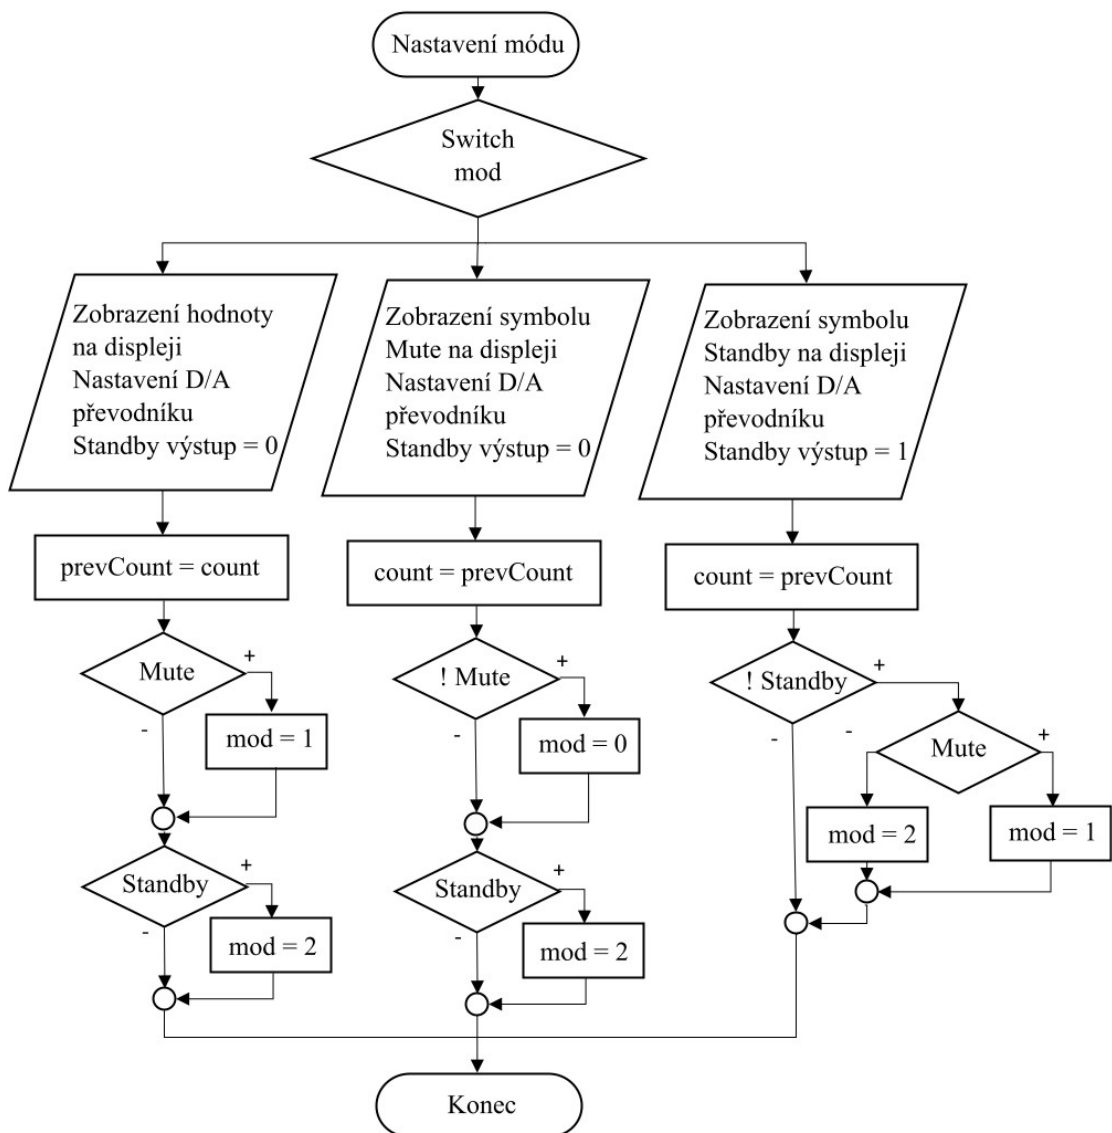 Nastavení módu
Switch
mod
Zobrazení hodnoty
na displeji
Nastavení D/A
převodníku
Standby výstup = 0
Zobrazení symbolu
Mute na displeji
Nastavení D/A
převodníku
Standby výstup = 0
Zobrazení symbolu
Standby na displeji
Nastavení D/A
převodníku
Standby výstup = 1
prevCount = count
count = prevCount
count = prevCount
Mute
+
-
mod = 1
Standby
+
-
mod = 2
! Mute
+
-
mod = 0
Standby
+
-
mod = 2
! Standby
+
-
Mute
-
+
mod = 2
mod = 1
Konec